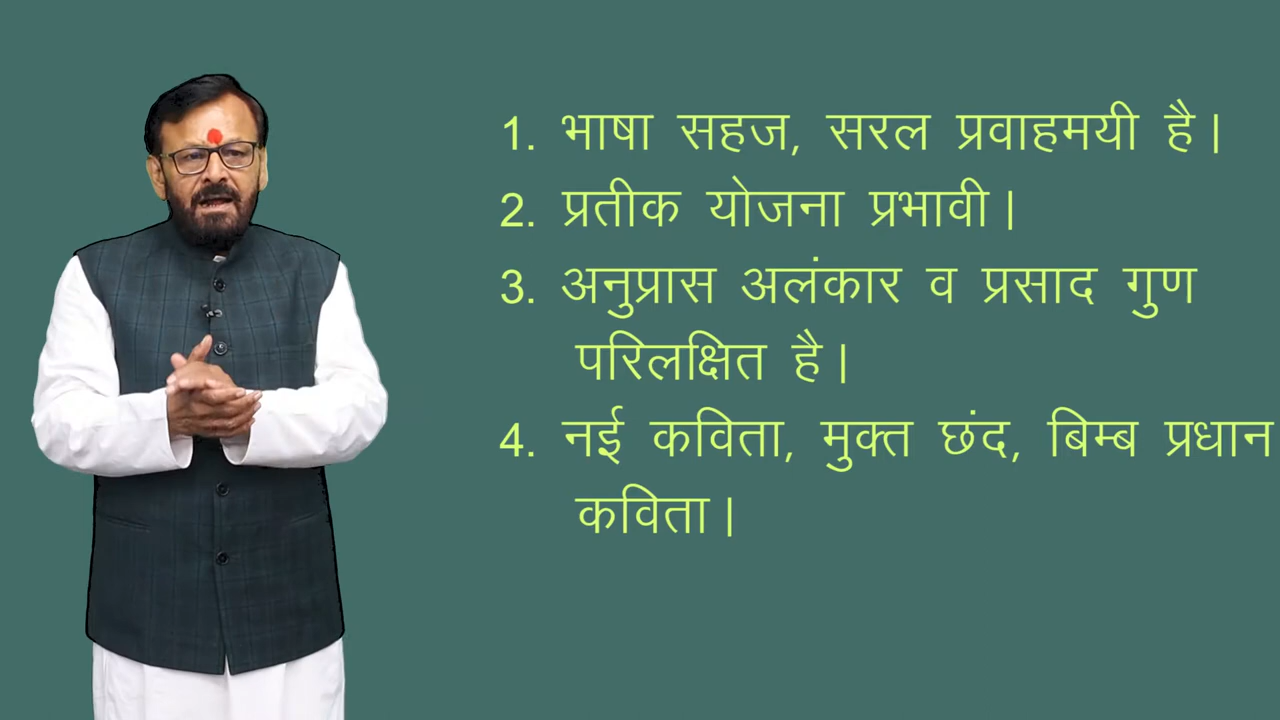 1. भाषा सहज, सरल प्रवाहमयी है।
2. प्रतीक योजना प्रभावी।
3. अनुप्रास अलंकार व प्रसाद गुण
परिलक्षित है।
4. नई कविता, मुक्त छंद, बिम्ब प्रधान
कविता।